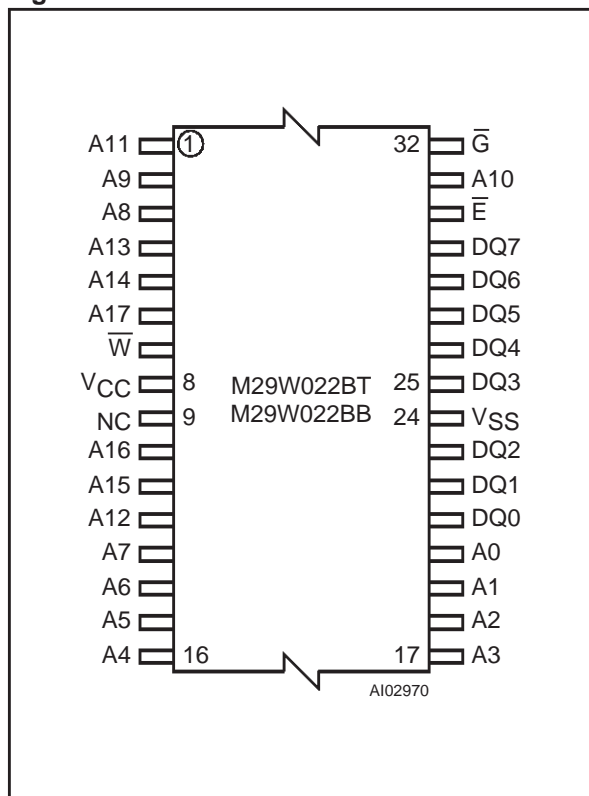 A11 1 32 G̅
A9 A10
A8 E̅
A13 DQ7
A14 DQ6
A17 DQ5
W̅ DQ4
VCC 8 M29W022BT 25 DQ3
NC 9 M29W022BB 24 VSS
A16 DQ2
A15 DQ1
A12 DQ0
A7 A0
A6 A1
A5 A2
A4 16 17 A3
AI02970